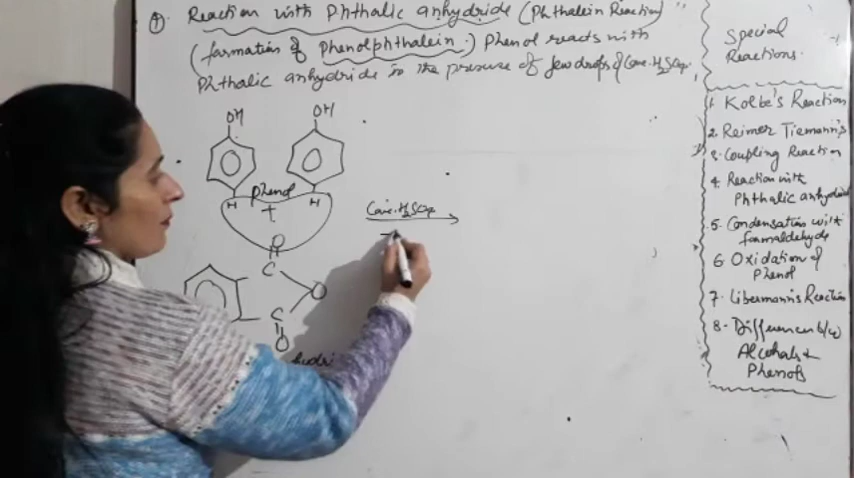 Reaction with Phthalic anhydride (Phthalein Reaction)
(formation of Phenolphthalein.) Phenol reacts with
Phthalic anhydride in the presence of few drops of Conc. H2SO4.
OH OH
Phenol
H H
+
Conc. H2SO4
O
C
O
C
O
Special
Reactions.
1. Kolbe's Reaction
2. Reimer Tiemann's
3. Coupling Reaction
4. Reaction with
Phthalic anhydride
5. Condensation with
formaldehyde
6. Oxidation of
Phenol
7. Libermann's Reaction
8. Difference b/w
Alcohols &
Phenols